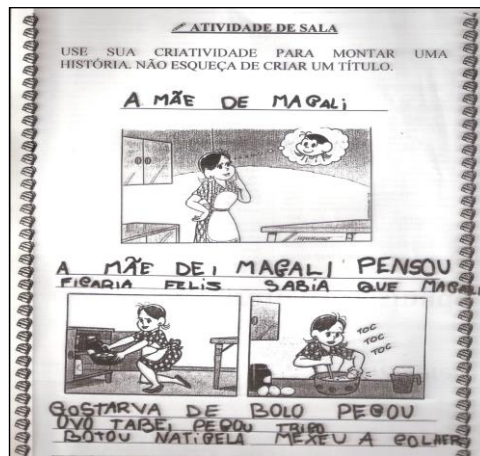 ATIVIDADE DE SALA
USE SUA CRIATIVIDADE PARA MONTAR UMA
HISTÓRIA. NÃO ESQUEÇA DE CRIAR UM TÍTULO.
A MÃE DE MAGALI
A MÃE DEI MAGALI PENSOU
FICARIA FELIS SABIA QUE MAGALI
TOC
TOC
TOC
GOSTARVA DE BOLO PEGOU
OVO TABEI PEGOU TRIGO
BOTOU NATIGELA MEXEU A COLHER